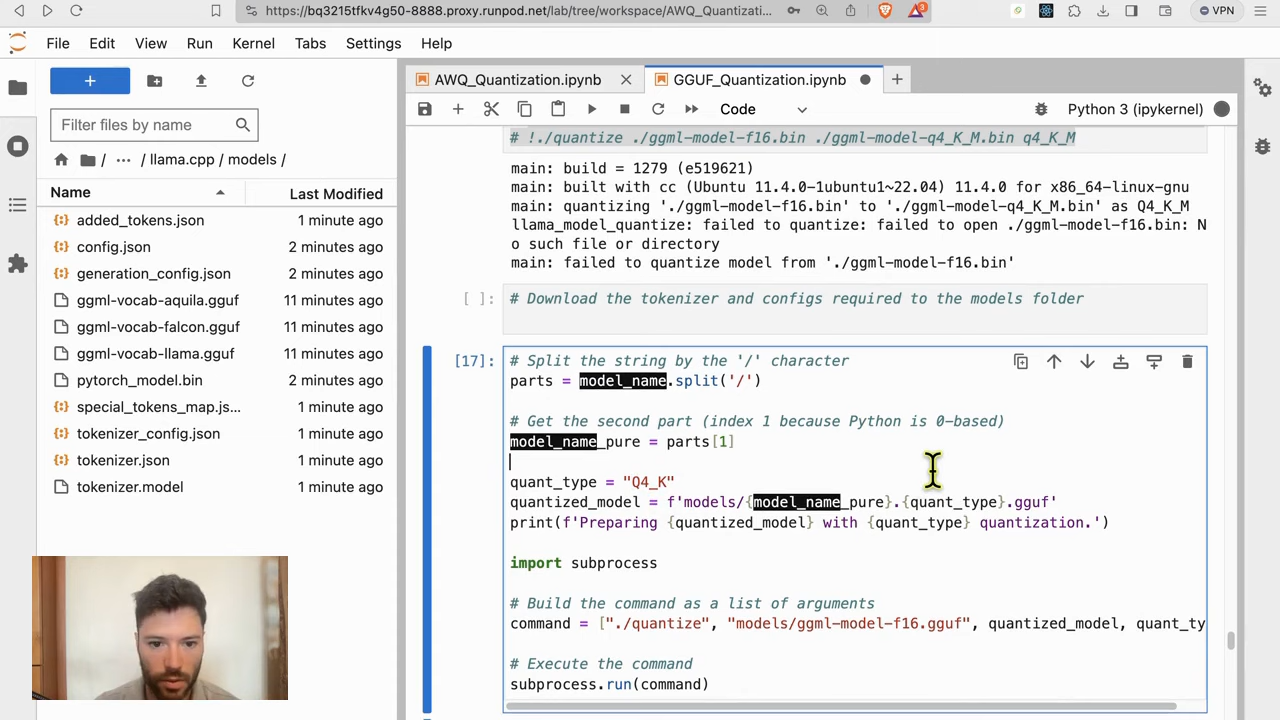 https://bq3215tfkv4g50-8888.proxy.runpod.net/lab/tree/workspace/AWQ_Quantizati...
3
VPN
File Edit View Run Kernel Tabs Settings Help
+
AWQ_Quantization.ipynb
GGUF_Quantization.ipynb
Code
Python 3 (ipykernel)
Filter files by name
/ ... / llama.cpp / models /
Name Last Modified
added_tokens.json 1 minute ago
config.json 2 minutes ago
generation_config.json 2 minutes ago
ggml-vocab-aquila.gguf 11 minutes ago
ggml-vocab-falcon.gguf 11 minutes ago
ggml-vocab-llama.gguf 11 minutes ago
pytorch_model.bin 2 minutes ago
special_tokens_map.js... 1 minute ago
tokenizer_config.json 1 minute ago
tokenizer.json 1 minute ago
tokenizer.model 1 minute ago
# !./quantize ./ggml-model-f16.bin ./ggml-model-q4_K_M.bin q4_K_M
main: build = 1279 (e519621)
main: built with cc (Ubuntu 11.4.0-1ubuntu1~22.04) 11.4.0 for x86_64-linux-gnu
main: quantizing './ggml-model-f16.bin' to './ggml-model-q4_K_M.bin' as Q4_K_M
llama_model_quantize: failed to quantize: failed to open ./ggml-model-f16.bin: N
o such file or directory
main: failed to quantize model from './ggml-model-f16.bin'
[ ]: # Download the tokenizer and configs required to the models folder
[17]: # Split the string by the '/' character
parts = model_name.split('/')
# Get the second part (index 1 because Python is 0-based)
model_name_pure = parts[1]
quant_type = "Q4_K"
quantized_model = f'models/{model_name_pure}.{quant_type}.gguf'
print(f'Preparing {quantized_model} with {quant_type} quantization.')
import subprocess
# Build the command as a list of arguments
command = ["./quantize", "models/ggml-model-f16.gguf", quantized_model, quant_ty
# Execute the command
subprocess.run(command)